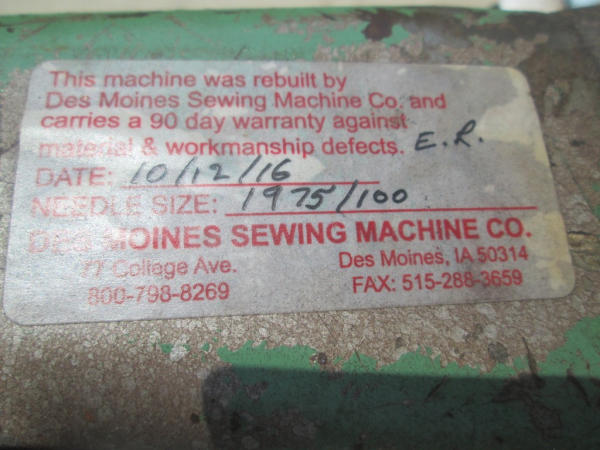 This machine was rebuilt by
Des Moines Sewing Machine Co. and
carries a 90 day warranty against
material & workmanship defects. E.R.
DATE: 10/12/16
NEEDLE SIZE: 1975/100
DES MOINES SEWING MACHINE CO.
77 College Ave. Des Moines, IA 50314
800-798-8269 FAX: 515-288-3659